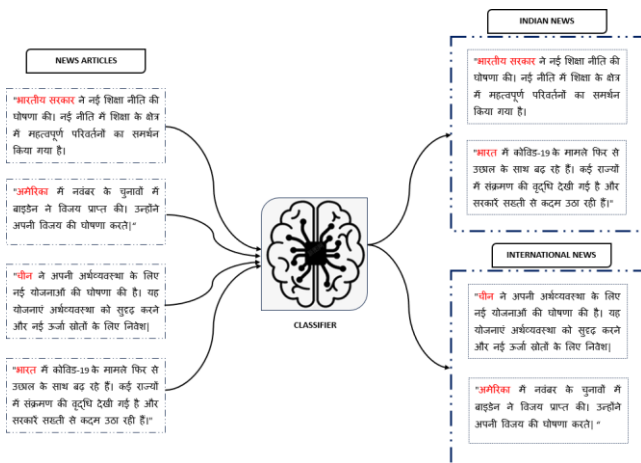 NEWS ARTICLES
"भारतीय सरकार ने नई शिक्षा नीति की
घोषणा की। नई नीति में शिक्षा के क्षेत्र
में महत्वपूर्ण परिवर्तनों का समर्थन
किया गया है।
"अमेरिका में नवंबर के चुनावों में
बाइडेन ने विजय प्राप्त की। उन्होंने
अपनी विजय की घोषणा करते|"
"चीन ने अपनी अर्थव्यवस्था के लिए
नई योजनाओं की घोषणा की है। यह
योजनाएं अर्थव्यवस्था को सुदृढ़ करने
और नई ऊर्जा स्रोतों के लिए निवेश|
"भारत में कोविड-19 के मामले फिर से
उछाल के साथ बढ़ रहे हैं। कई राज्यों
में संक्रमण की वृद्धि देखी गई है और
सरकारें सख्ती से कदम उठा रही हैं।"
CLASSIFIER
INDIAN NEWS
"भारतीय सरकार ने नई शिक्षा नीति की
घोषणा की। नई नीति में शिक्षा के क्षेत्र
में महत्वपूर्ण परिवर्तनों का समर्थन
किया गया है।
"भारत में कोविड-19 के मामले फिर से
उछाल के साथ बढ़ रहे हैं। कई राज्यों में
संक्रमण की वृद्धि देखी गई है और
सरकारें सख्ती से कदम उठा रही हैं।"
INTERNATIONAL NEWS
"चीन ने अपनी अर्थव्यवस्था के लिए
नई योजनाओं की घोषणा की है। यह
योजनाएं अर्थव्यवस्था को सुदृढ़ करने
और नई ऊर्जा स्रोतों के लिए निवेश|
"अमेरिका में नवंबर के चुनावों में
बाइडेन ने विजय प्राप्त की। उन्होंने
अपनी विजय की घोषणा करते| "